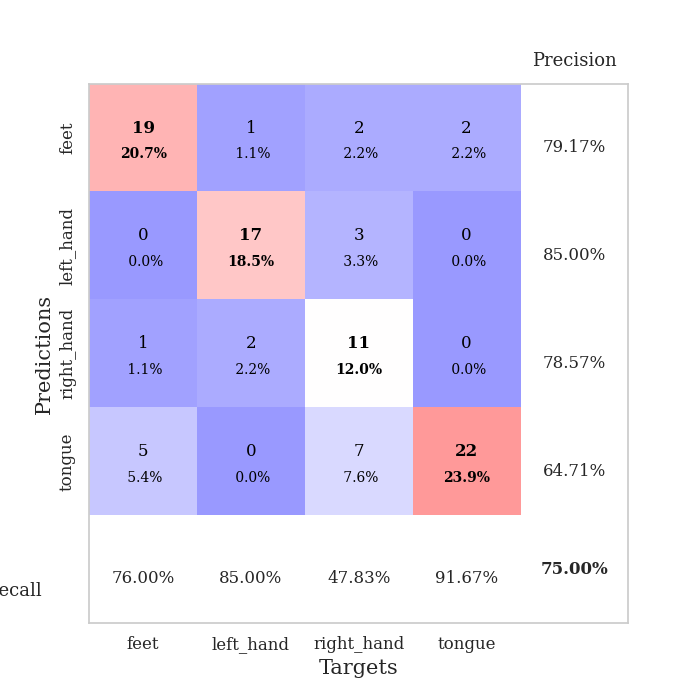 Precision
feet
19 1 2 2
20.7% 1.1% 2.2% 2.2%
79.17%
left_hand
0 17 3 0
0.0% 18.5% 3.3% 0.0%
85.00%
Predictions
right_hand
1 2 11 0
1.1% 2.2% 12.0% 0.0%
78.57%
tongue
5 0 7 22
5.4% 0.0% 7.6% 23.9%
64.71%
ecall
76.00% 85.00% 47.83% 91.67% 75.00%
feet left_hand right_hand tongue
Targets